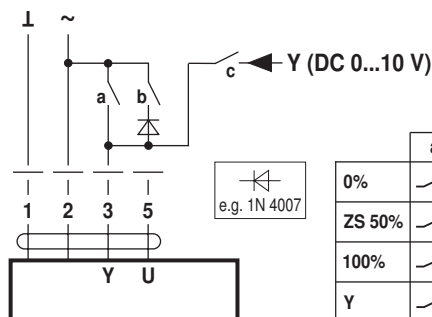 ⊥ ~
a b c Y (DC 0...10 V)
e.g. 1N 4007
1 2 3 5
Y U
a
0%
ZS 50%
100%
Y